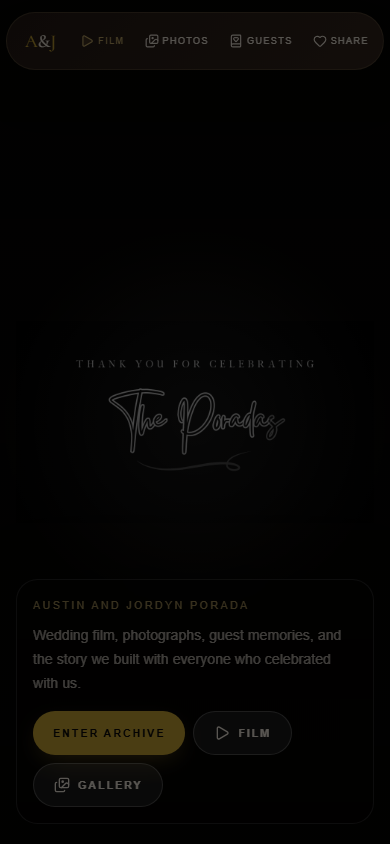 A&J
FILM
PHOTOS
GUESTS
SHARE
THANK YOU FOR CELEBRATING
The Poradas
AUSTIN AND JORDYN PORADA
Wedding film, photographs, guest memories, and
the story we built with everyone who celebrated
with us.
ENTER ARCHIVE
FILM
GALLERY